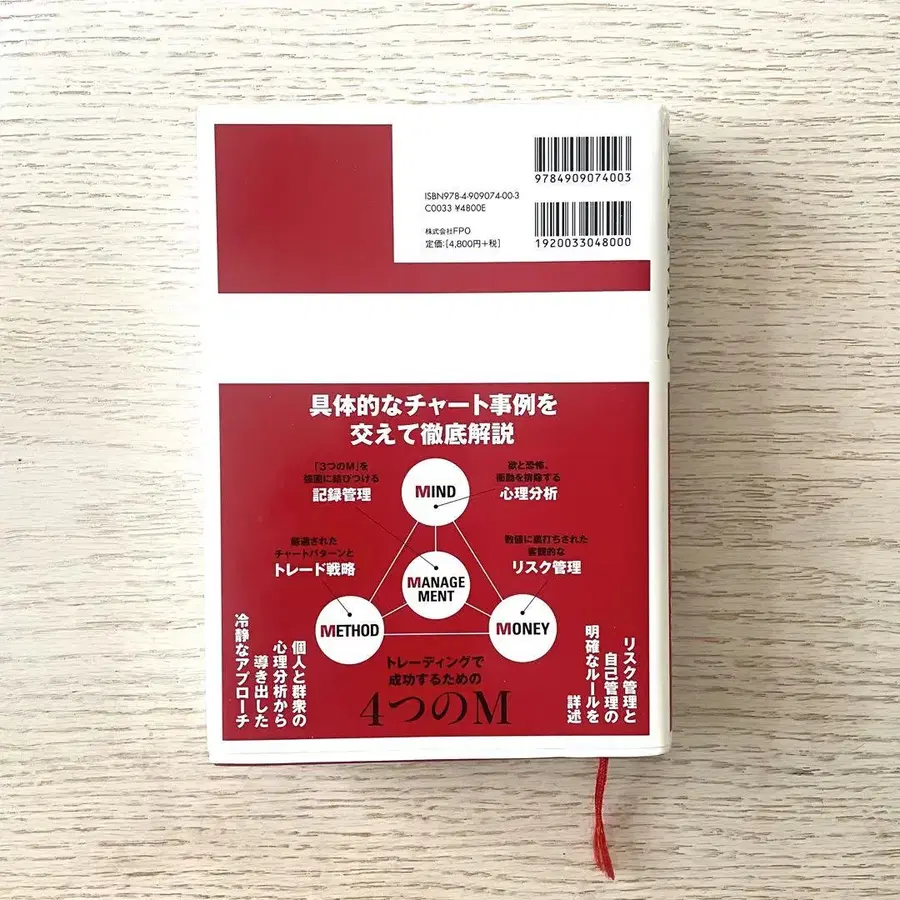 9784909074003
ISBN978-4-909074-00-3
C0033 ¥4800E
1920033048000
株式会社FPO
定価:[4,800円+税]
具体的なチャート事例を
交えて徹底解説
「3つのM」を
強固に結びつける
記録管理
MIND
欲と恐怖、
衝動を排除する
心理分析
厳選された
チャートパターンと
トレード戦略
MANAGE
MENT
数値に裏打ちされた
客観的な
リスク管理
METHOD
MONEY
トレーディングで
成功するための
4つのM
リスク管理と
自己管理の
明確なルールを
詳述
個人と群衆の
心理分析から
導き出した
冷静なアプローチ